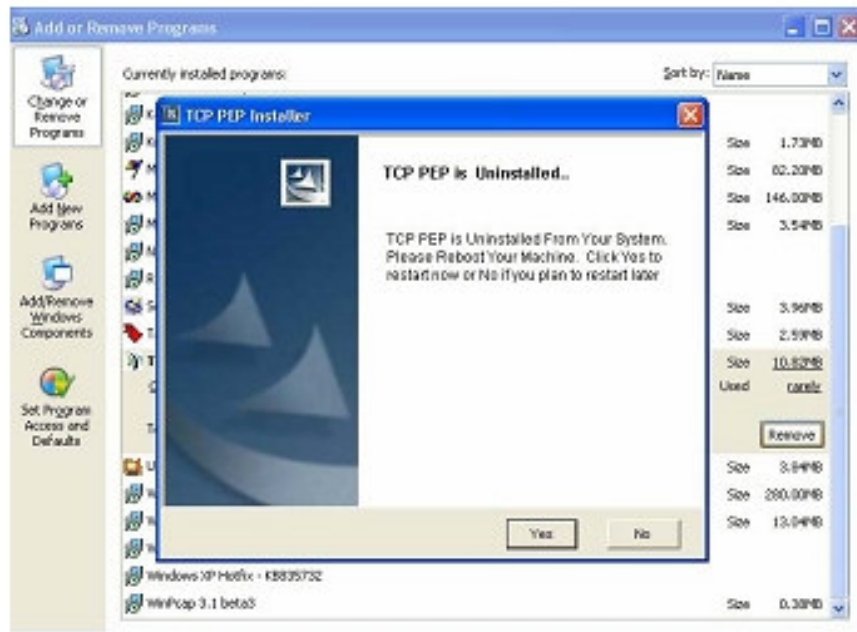 Add or Remove Programs
Currently installed programs:
Sort by: Name
Change or
Remove
Programs
Add New
Programs
Add/Remove
Windows
Components
Set Program
Access and
Defaults
TCP PEP Installer
TCP PEP is Uninstalled..
TCP PEP is Uninstalled From Your System.
Please Reboot Your Machine. Click Yes to
restart now or No if you plan to restart later
Yes
No
Size 1.73MB
Size 82.20MB
Size 146.00MB
Size 3.54MB
Size 3.96MB
Size 2.59MB
Size 10.82MB
Used rarely
Remove
Size 3.84MB
Size 280.00MB
Size 13.04MB
Windows XP Hotfix - KB835732
WinPcap 3.1 beta3
Size 0.38MB